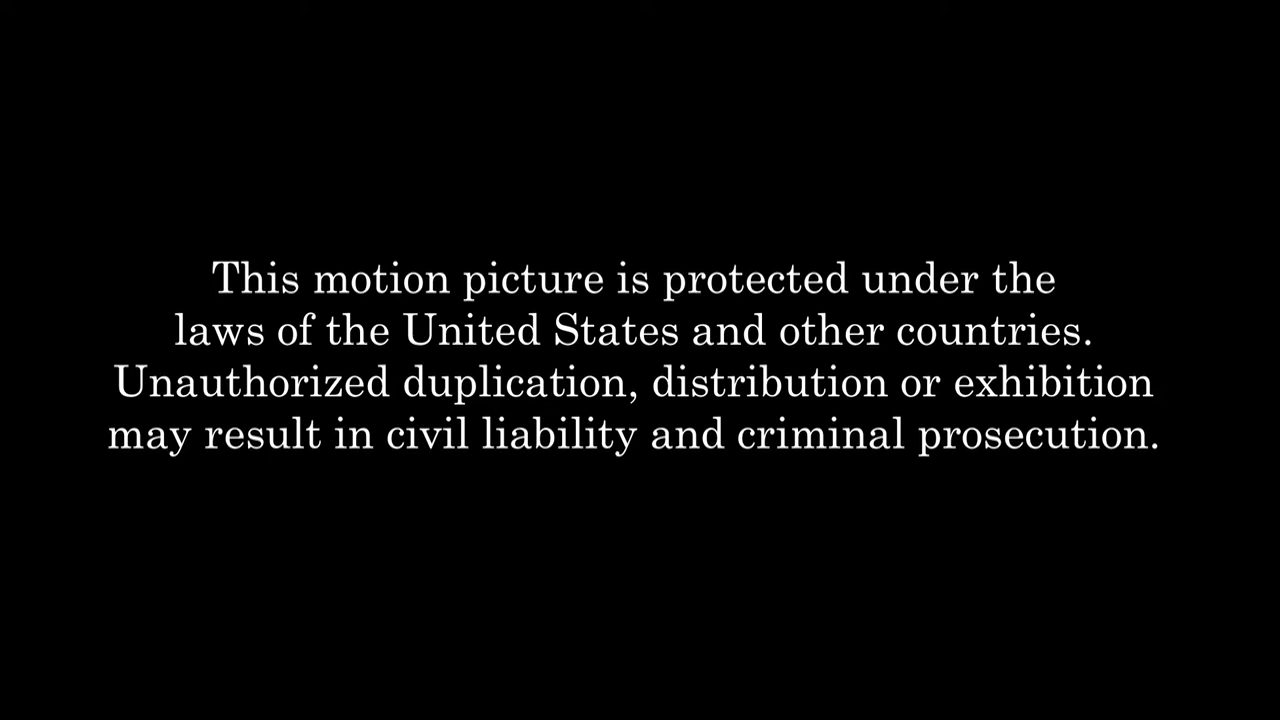 This motion picture is protected under the
laws of the United States and other countries.
Unauthorized duplication, distribution or exhibition
may result in civil liability and criminal prosecution.